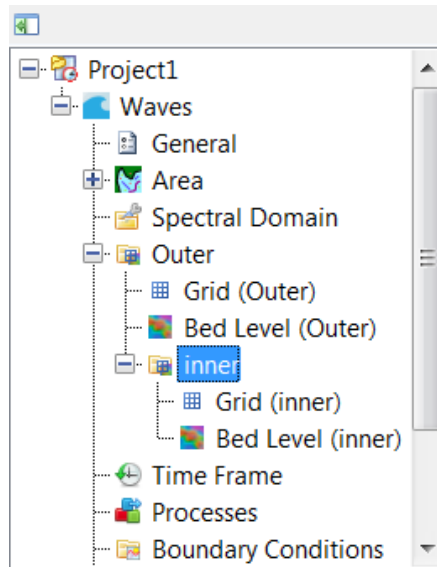 Project1
Waves
General
Area
Spectral Domain
Outer
Grid (Outer)
Bed Level (Outer)
inner
Grid (inner)
Bed Level (inner)
Time Frame
Processes
Boundary Conditions